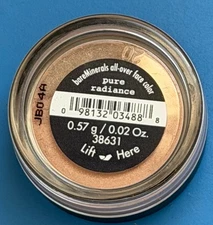 bareMinerals all-over face color
pure
radiance
0 98132 03488 8
0.57 g / 0.02 Oz.
38631
Lift Here
JB04A